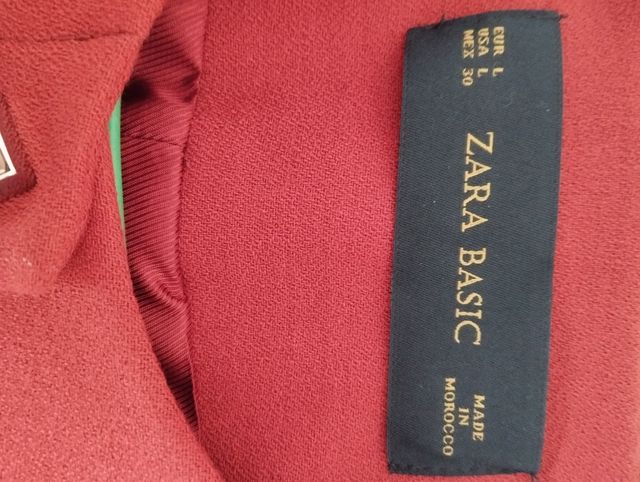 EUR L
USA L
MEX 30
ZARA BASIC
MADE
IN
MOROCCO